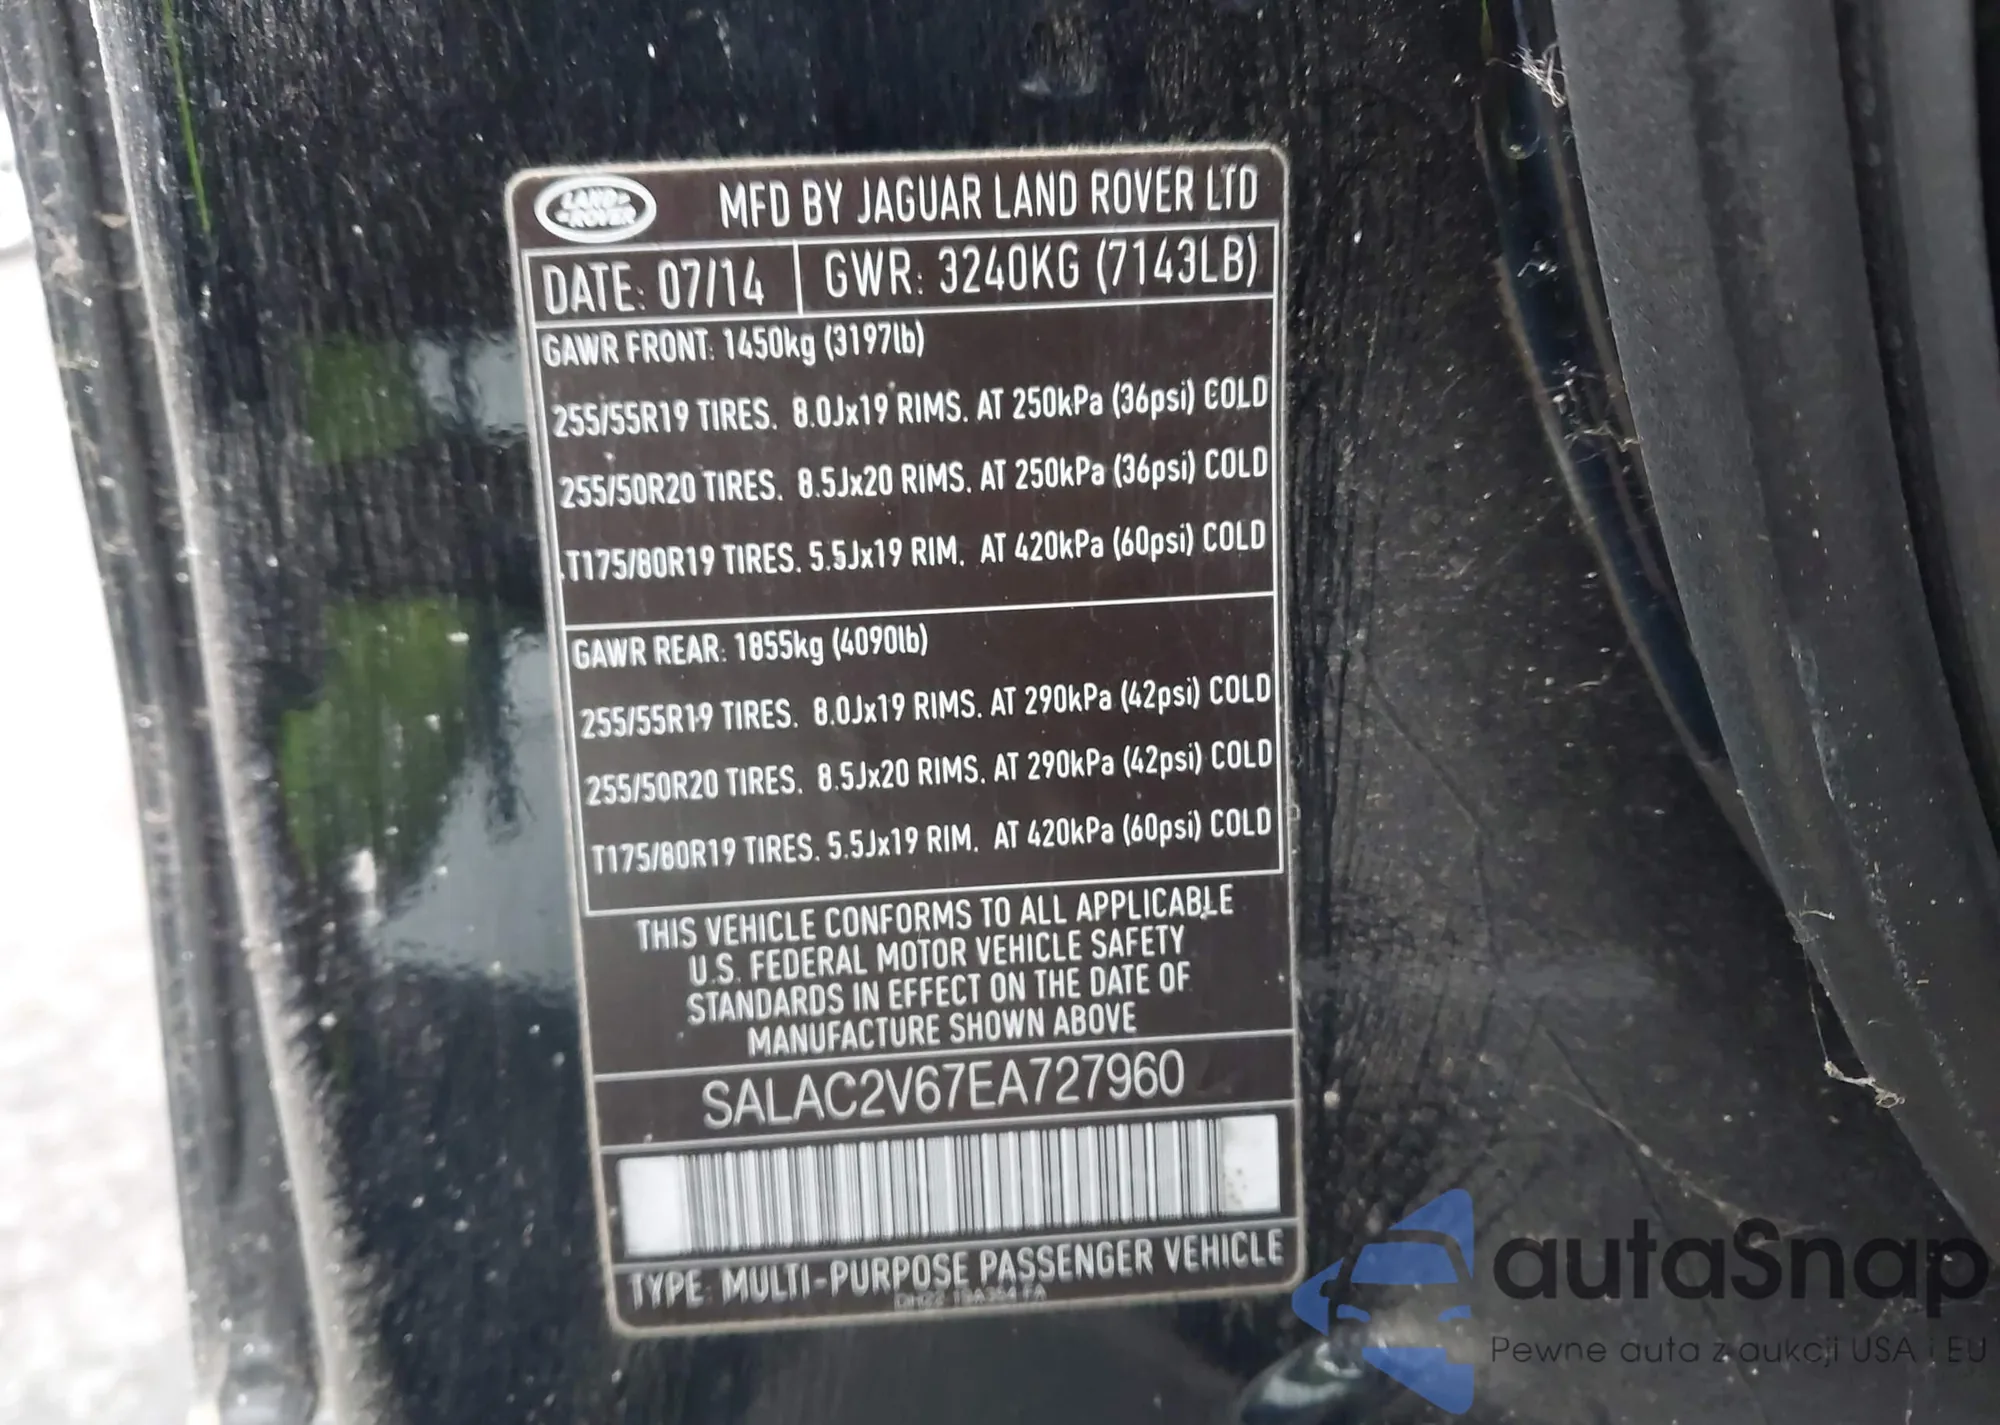 LAND ROVER
MFD BY JAGUAR LAND ROVER LTD
DATE: 07/14 GWR: 3240KG (7143LB)
GAWR FRONT: 1450kg (3197lb)
255/55R19 TIRES. 8.0Jx19 RIMS. AT 250kPa (36psi) COLD
255/50R20 TIRES. 8.5Jx20 RIMS. AT 250kPa (36psi) COLD
T175/80R19 TIRES. 5.5Jx19 RIM. AT 420kPa (60psi) COLD
GAWR REAR: 1855kg (4090lb)
255/55R19 TIRES. 8.0Jx19 RIMS. AT 290kPa (42psi) COLD
255/50R20 TIRES. 8.5Jx20 RIMS. AT 290kPa (42psi) COLD
T175/80R19 TIRES. 5.5Jx19 RIM. AT 420kPa (60psi) COLD
THIS VEHICLE CONFORMS TO ALL APPLICABLE
U.S. FEDERAL MOTOR VEHICLE SAFETY
STANDARDS IN EFFECT ON THE DATE OF
MANUFACTURE SHOWN ABOVE
SALAC2V67EA727960
TYPE: MULTI-PURPOSE PASSENGER VEHICLE
autaSnap
Pewne auta z aukcji USA i EU